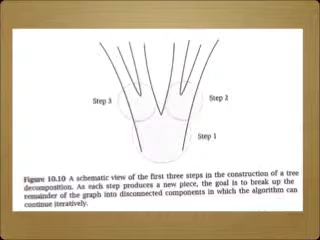 Step 3
Step 2
Step 1
Figure 10.10 A schematic view of the first three steps in the construction of a tree
decomposition. As each step produces a new piece, the goal is to break up the
remainder of the graph into disconnected components in which the algorithm can
continue iteratively.